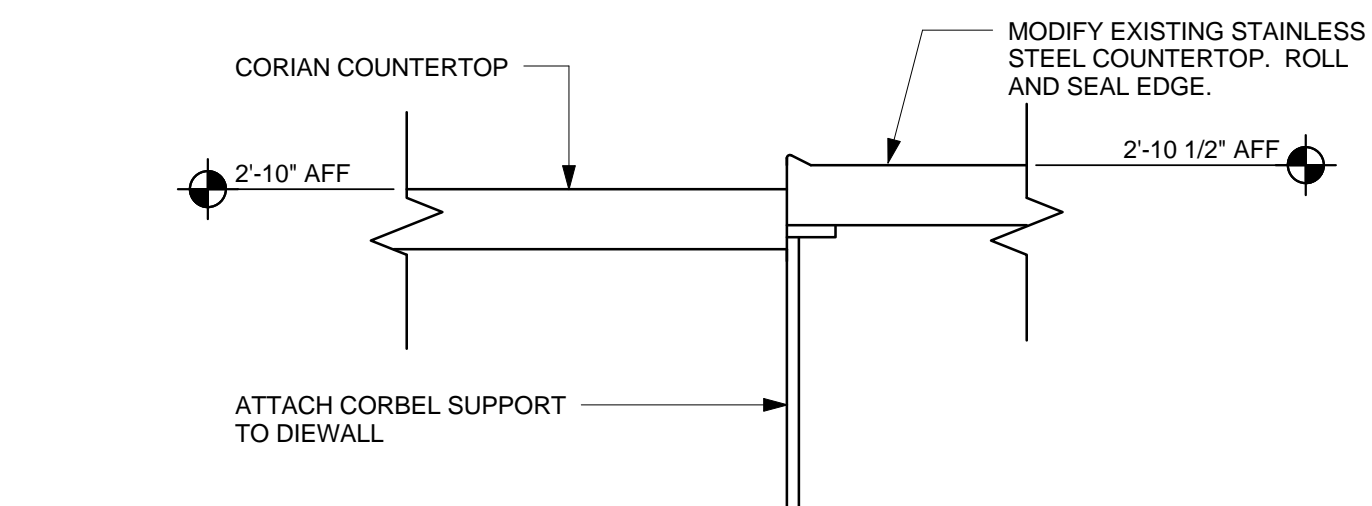 CORIAN COUNTERTOP
MODIFY EXISTING STAINLESS
STEEL COUNTERTOP.  ROLL
AND SEAL EDGE.
2'-10" AFF
2'-10 1/2" AFF
ATTACH CORBEL SUPPORT
TO DIEWALL